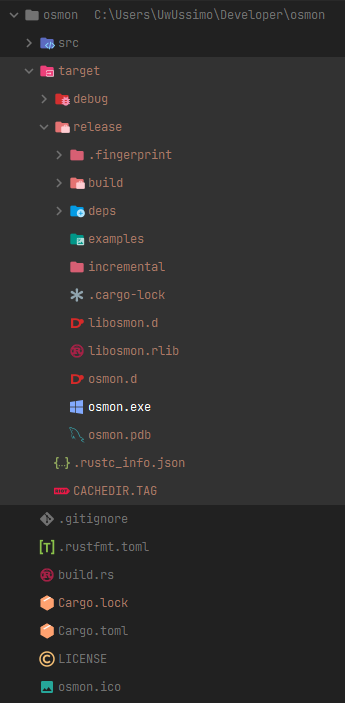 osmon C:\Users\UwUssimo\Developer\osmon
src
target
debug
release
.fingerprint
build
deps
examples
incremental
.cargo-lock
libosmon.d
libosmon.rlib
osmon.d
osmon.exe
osmon.pdb
.rustc_info.json
CACHEDIR.TAG
.gitignore
.rustfmt.toml
build.rs
Cargo.lock
Cargo.toml
LICENSE
osmon.ico